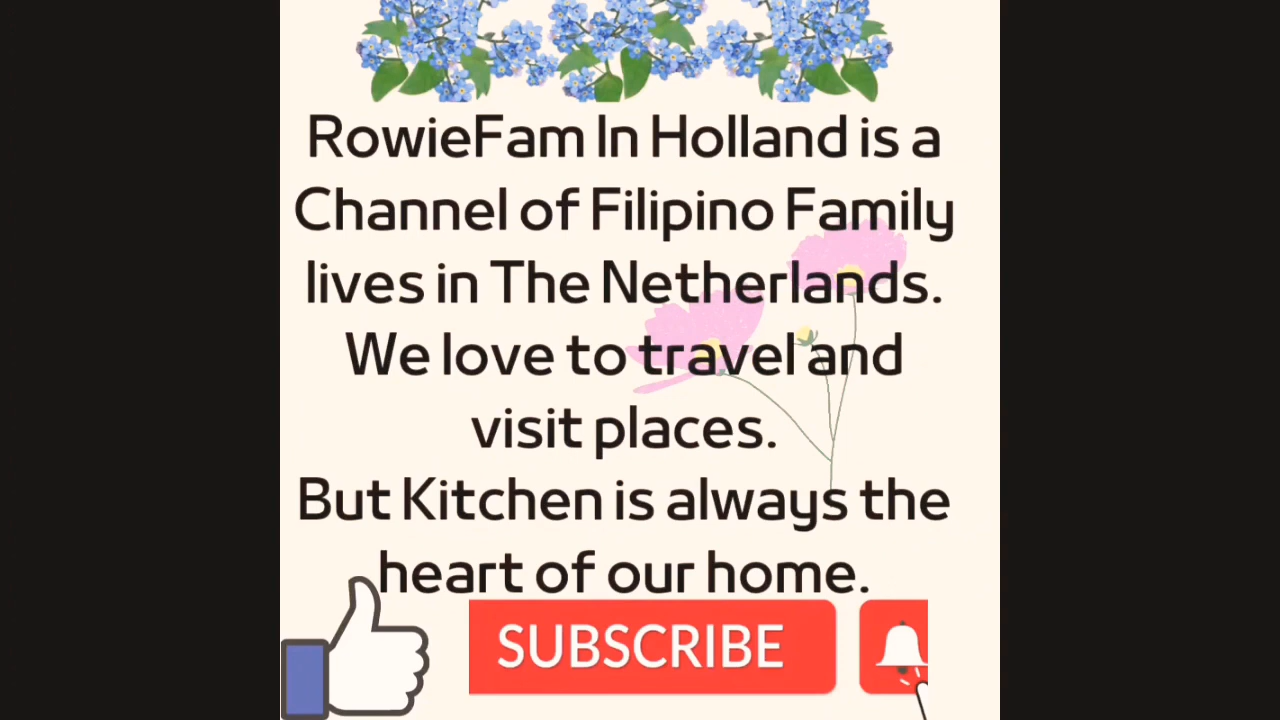 RowieFam In Holland is a
Channel of Filipino Family
lives in The Netherlands.
We love to travel and
visit places.
But Kitchen is always the
heart of our home.
SUBSCRIBE